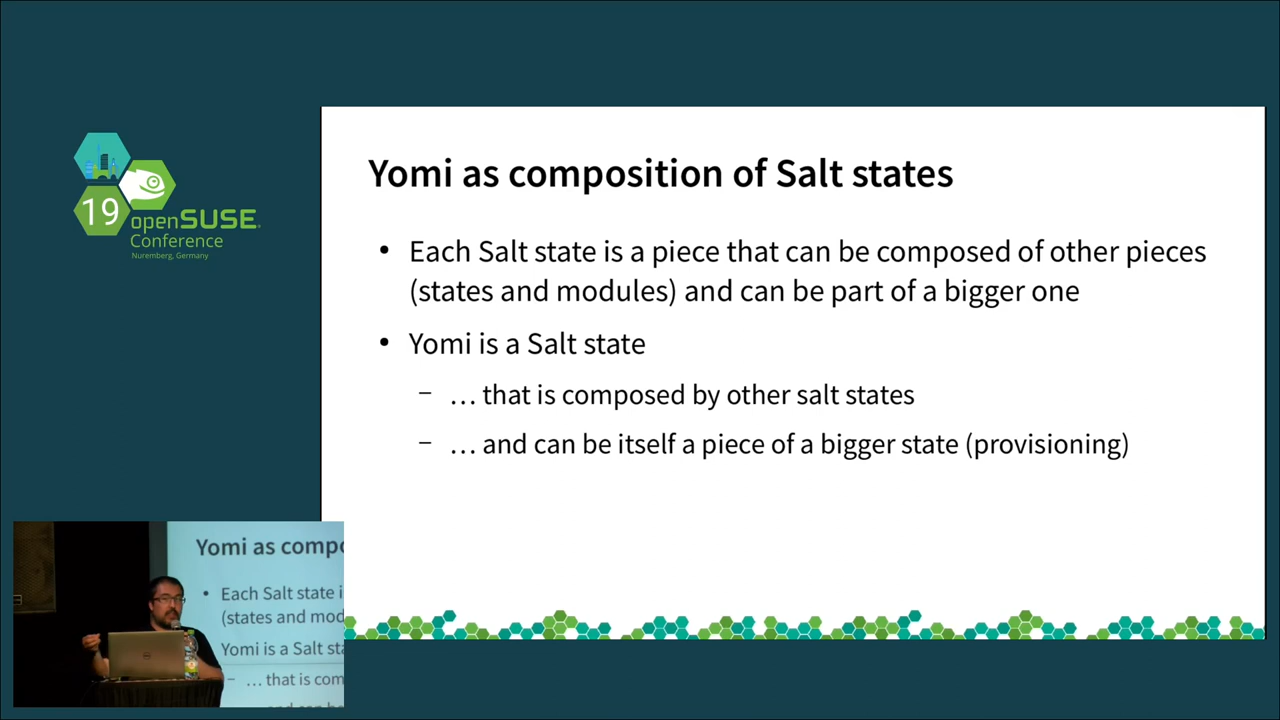 19
openSUSE
Conference
Nuremberg, Germany
Yomi as composition of Salt states
• Each Salt state is a piece that can be composed of other pieces
(states and modules) and can be part of a bigger one
• Yomi is a Salt state
– … that is composed by other salt states
– … and can be itself a piece of a bigger state (provisioning)
Yomi as compo
• Each Salt state i
(states and mod
Yomi is a Salt sta
– … that is com